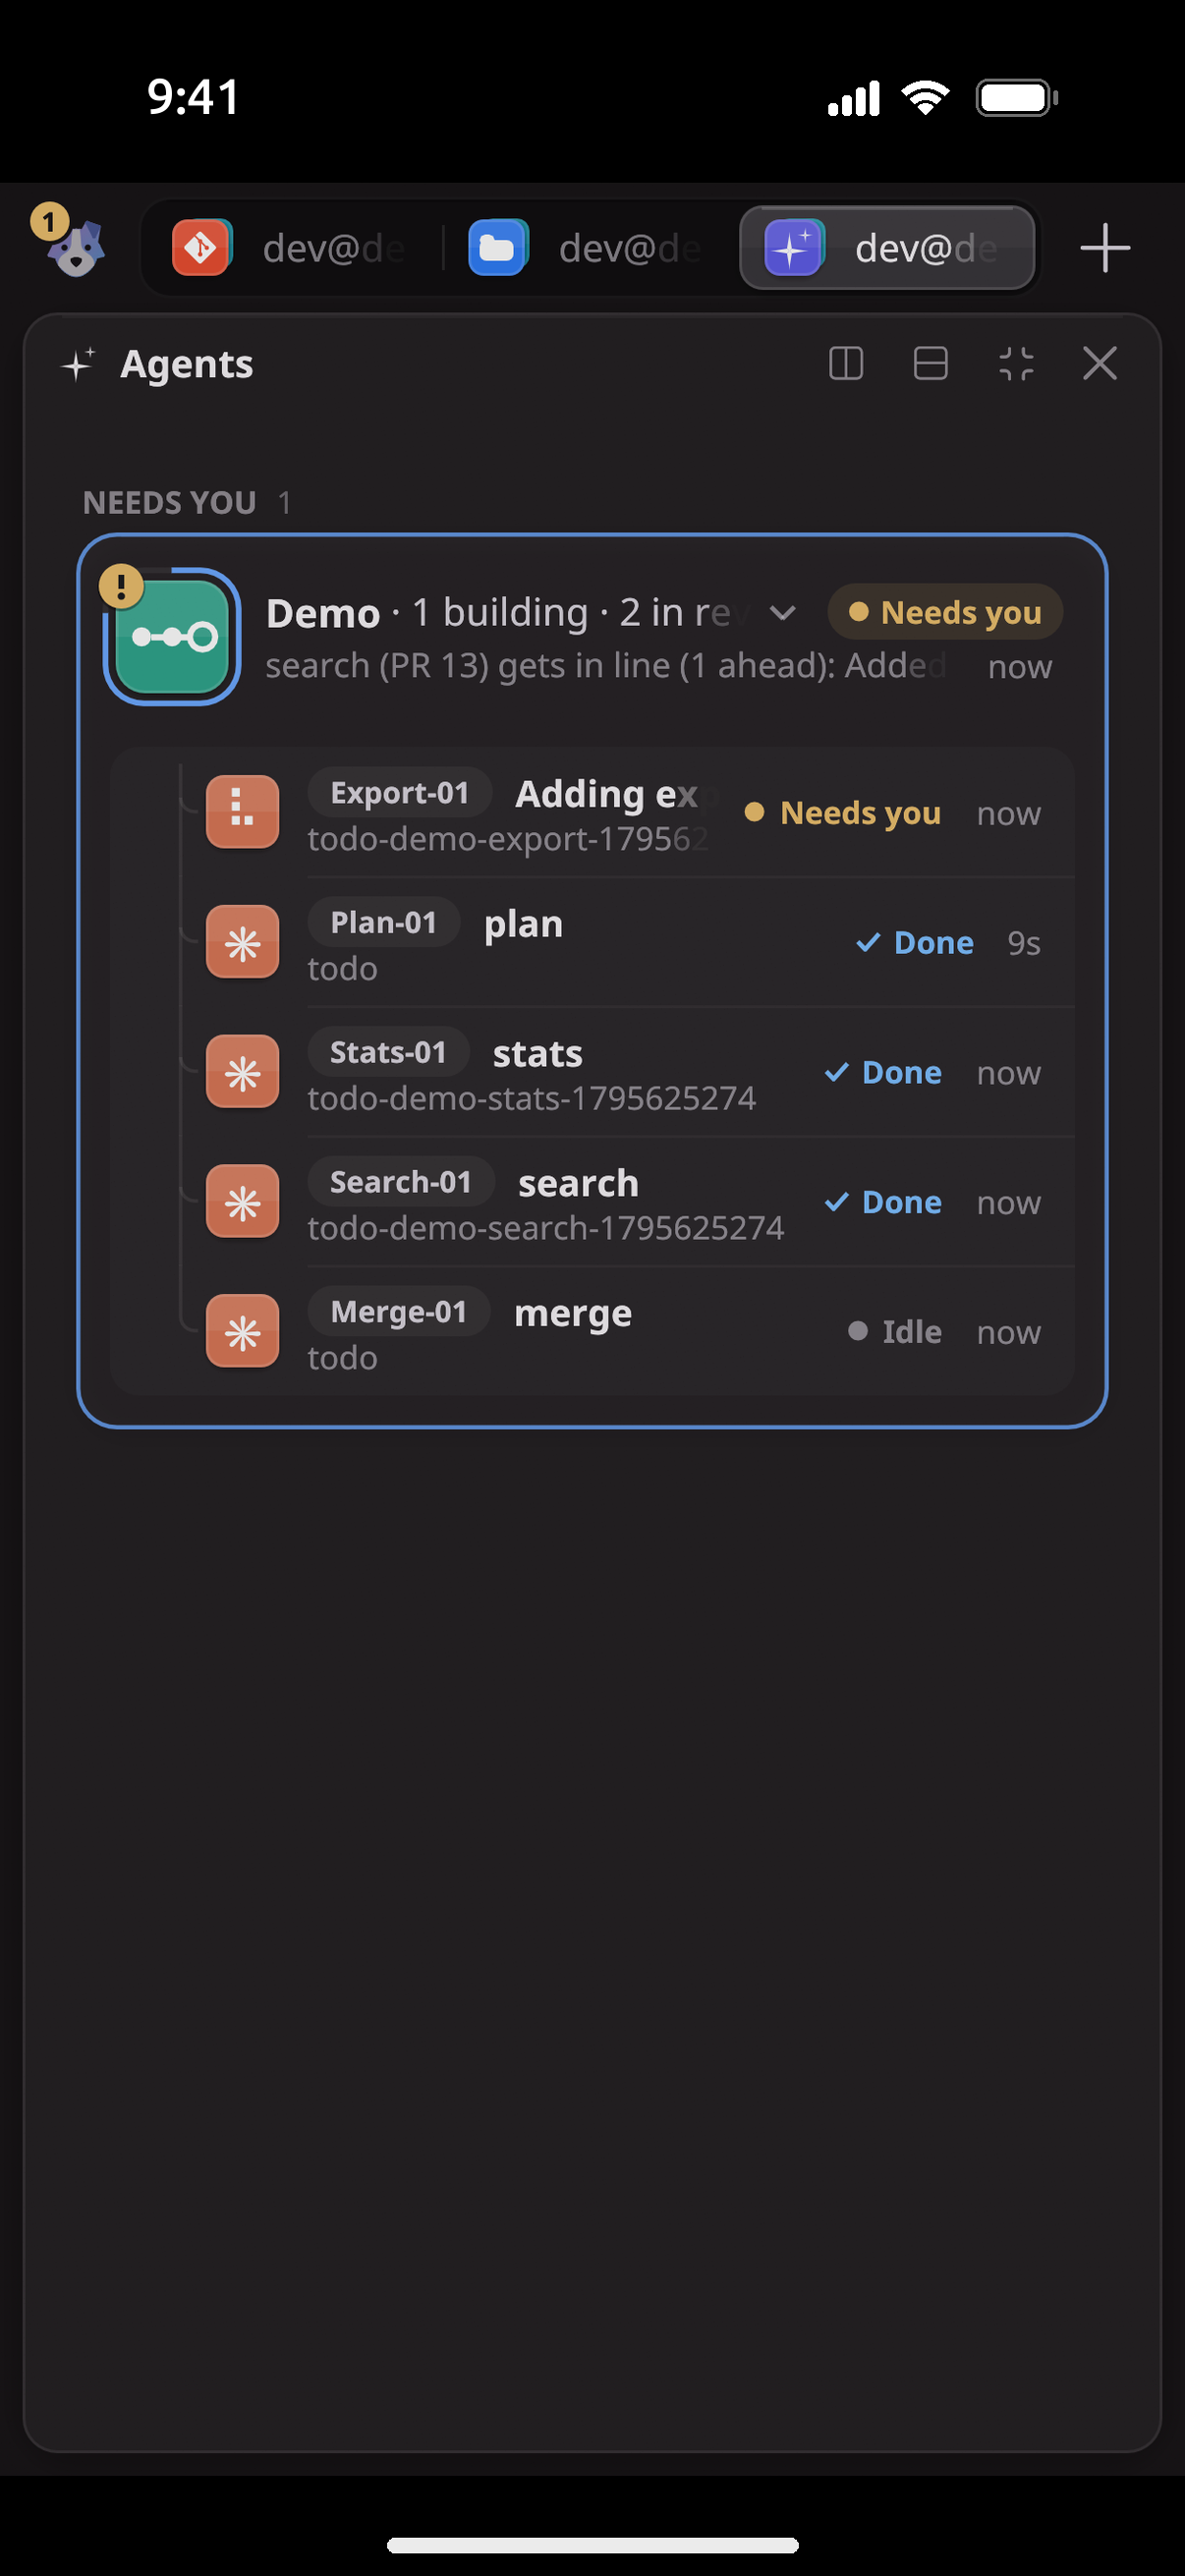 9:41
1
dev@de
dev@de
dev@de
Agents
NEEDS YOU 1
Demo · 1 building · 2 in rev
Needs you
search (PR 13) gets in line (1 ahead): Added
now
Export-01 Adding exp
Needs you now
todo-demo-export-179562
Plan-01 plan
Done 9s
todo
Stats-01 stats
Done now
todo-demo-stats-1795625274
Search-01 search
Done now
todo-demo-search-1795625274
Merge-01 merge
Idle now
todo